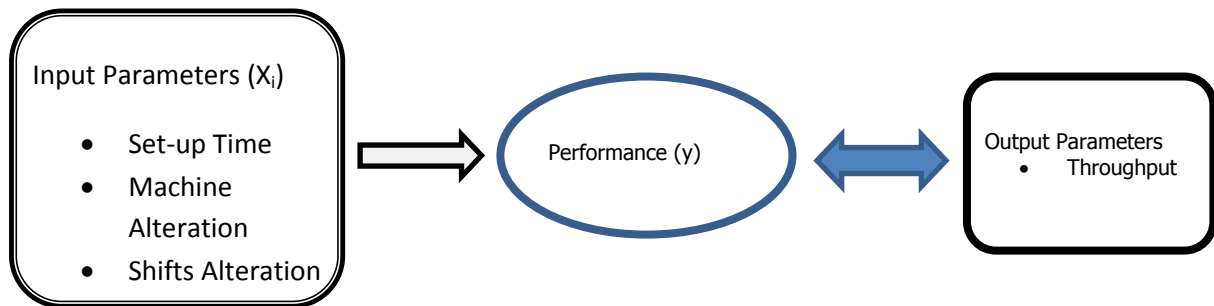 Input Parameters (Xi)
• Set-up Time
• Machine
Alteration
• Shifts Alteration
Performance (y)
Output Parameters
• Throughput